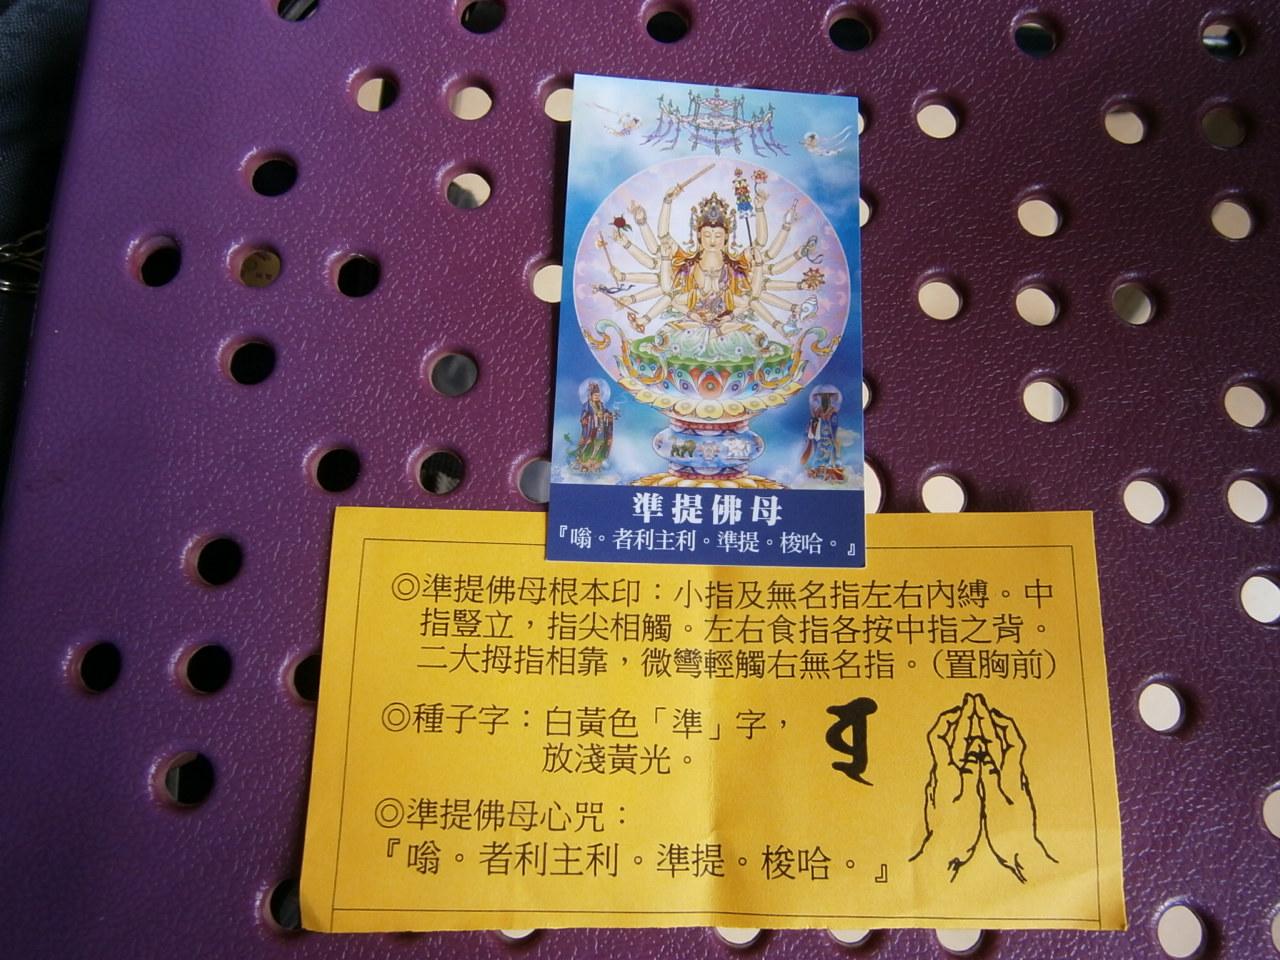 準提佛母
『嗡。者利主利。準提。梭哈。』
◎準提佛母根本印：小指及無名指左右內縛。中
指豎立，指尖相觸。左右食指各按中指之背。
二大拇指相靠，微彎輕觸右無名指。（置胸前）
◎種子字：白黃色「準」字，
放淺黃光。
◎準提佛母心咒：
『嗡。者利主利。準提。梭哈。』